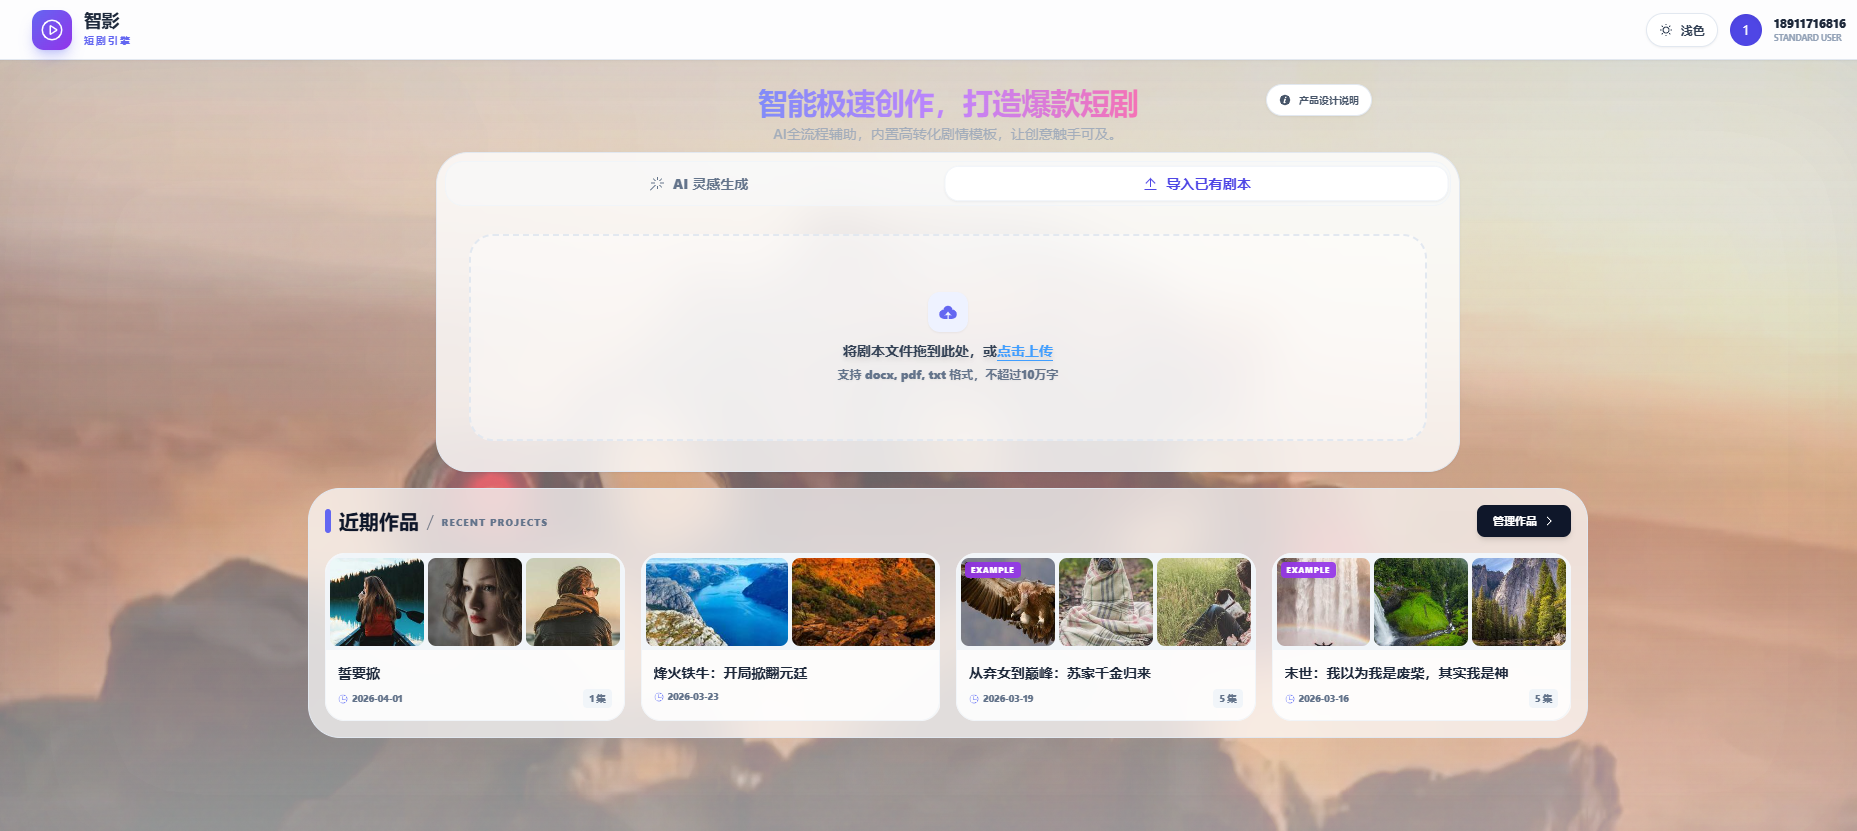 智影
短剧引擎
浅色
1
18911716816
STANDARD USER
智能极速创作，打造爆款短剧
产品设计说明
AI全流程辅助，内置高转化剧情模板，让创意触手可及。
AI 灵感生成
导入已有剧本
将剧本文件拖到此处，或点击上传
支持 docx, pdf, txt 格式，不超过10万字
近期作品 / RECENT PROJECTS
管理作品
誓要掀
2026-04-01
1 集
烽火铁牛：开局掀翻元廷
2026-03-23
EXAMPLE
从弃女到巅峰：苏家千金归来
2026-03-19
5 集
EXAMPLE
末世：我以为我是废柴，其实我是神
2026-03-16
5 集